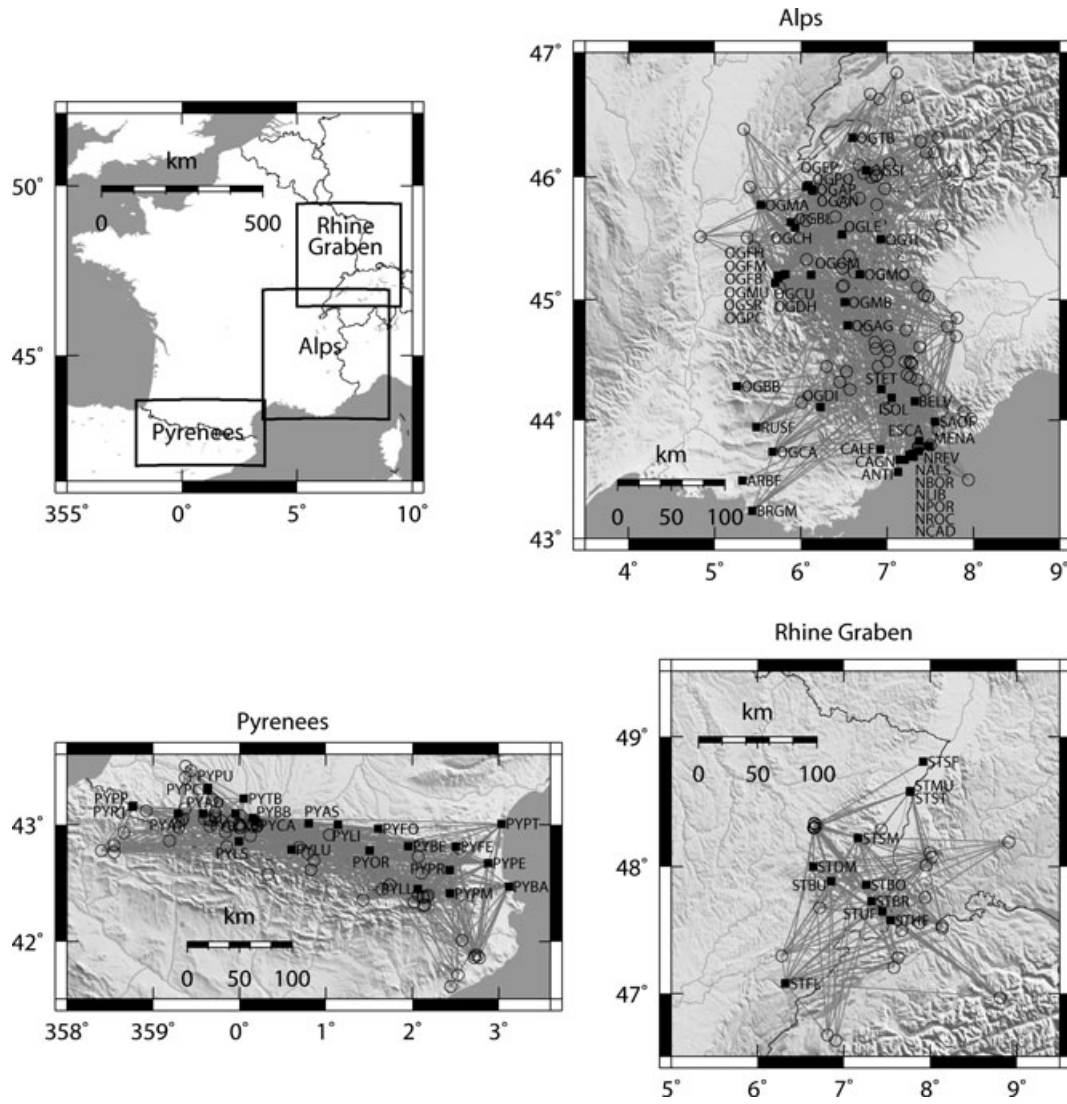 Alps
47°
46°
45°
44°
43°
4°
5°
6°
7°
8°
9°
km
0
50
100
OGTB
OGSI
OGAP
OGAN
OGMA
OGCH
OGLE
OGTI
OGFH
OGFM
OGFB
OGMU
OGSR
OGPC
OGGM
OGCU
OGDH
OGMO
OGMB
OGAG
OGBB
OGDI
STET
ISOL
BELV
RUSF
OGCA
ESCA
SAOF
MENA
CALF
CAGN
ANTI
NREV
NALS
NBOR
NLIB
NPOR
NROC
NCAD
ARBF
BRGM
km
0
500
50°
45°
355°
0°
5°
10°
Rhine
Graben
Alps
Pyrenees
Pyrenees
43°
42°
358°
359°
0°
1°
2°
3°
km
0
50
100
PYPU
PYPP
PYTB
PYBB
PYAS
PYCA
PYLI
PYFO
PYPT
PYLS
PYLU
PYOR
PYBE
PYFE
PYPR
PYPE
PYLL
PYPM
PYBA
Rhine Graben
49°
48°
47°
5°
6°
7°
8°
9°
km
0
50
100
STSF
STMU
STST
STSM
STDM
STBU
STBO
STBR
STUF
STHF
STFL